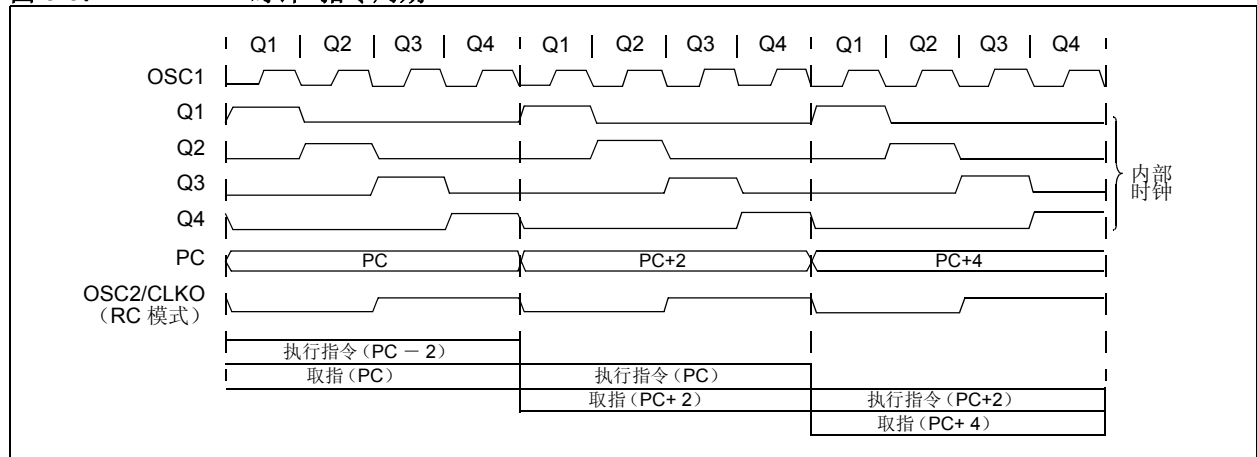 Q1 Q2 Q3 Q4 Q1 Q2 Q3 Q4 Q1 Q2 Q3 Q4
OSC1
Q1
Q2
Q3
Q4
内部
时钟
PC PC PC+2 PC+4
OSC2/CLKO
（RC 模式）
执行指令（PC － 2）
取指（PC） 执行指令（PC）
取指（PC+ 2） 执行指令（PC+2）
取指（PC+ 4）